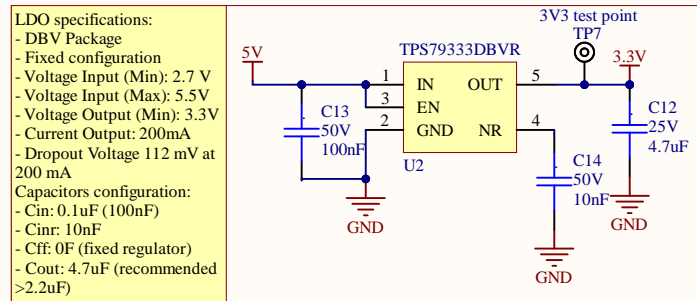 LDO specifications:
- DBV Package
- Fixed configuration
- Voltage Input (Min): 2.7 V
- Voltage Input (Max): 5.5V
- Voltage Output (Min): 3.3V
- Current Output: 200mA
- Dropout Voltage 112 mV at
200 mA
Capacitors configuration:
- Cin: 0.1uF (100nF)
- Cinr: 10nF
- Cff: 0F (fixed regulator)
- Cout: 4.7uF (recommended
>2.2uF)
3V3 test point
TP7
5V
TPS79333DBVR
3.3V
1
IN
OUT
5
3
EN
2
GND
NR
4
U2
C13
50V
100nF
C12
25V
4.7uF
C14
50V
10nF
GND
GND
GND